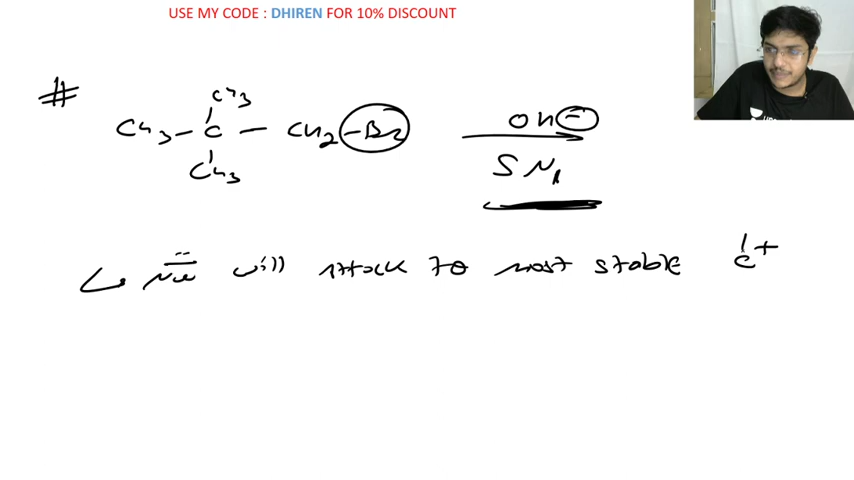 USE MY CODE : DHIREN FOR 10% DISCOUNT
#
CH3
CH3 - C - CH2 - Br
CH3
OH-
SN1
Nu will attack to most stable C+